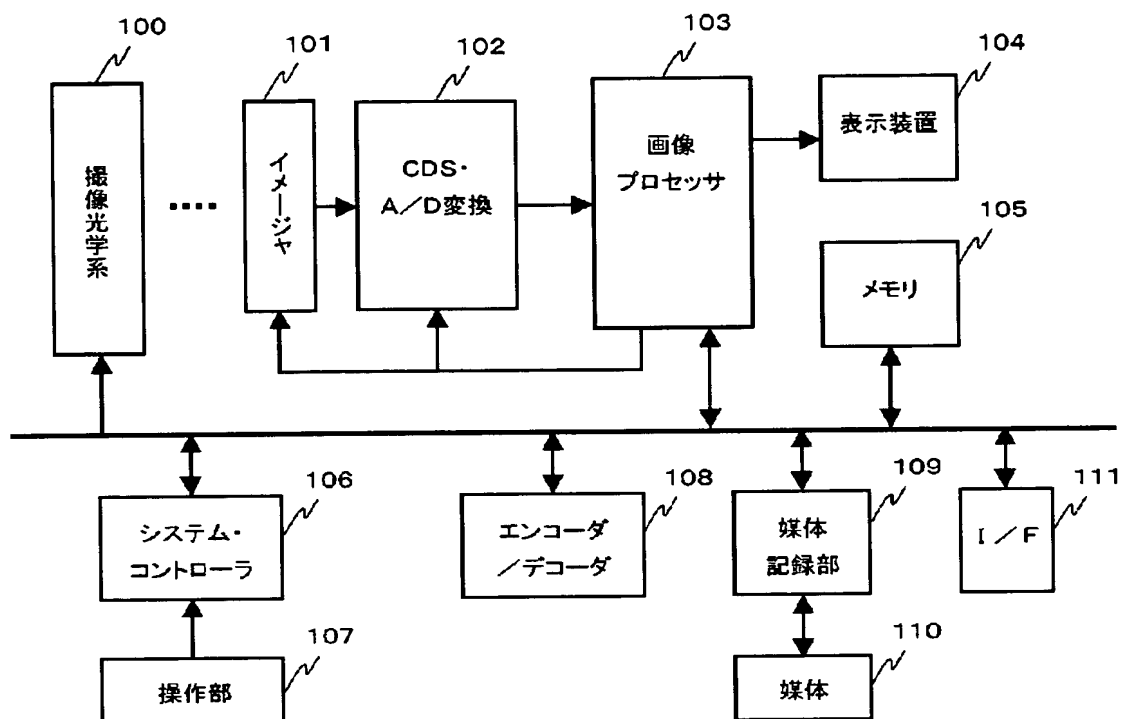 100
101
102
103
104
撮像光学系
イメージャ
CDS・
A／D変換
画像
プロセッサ
表示装置
105
メモリ
106
システム・
コントローラ
107
操作部
108
エンコーダ
／デコーダ
109
媒体
記録部
110
媒体
111
I／F